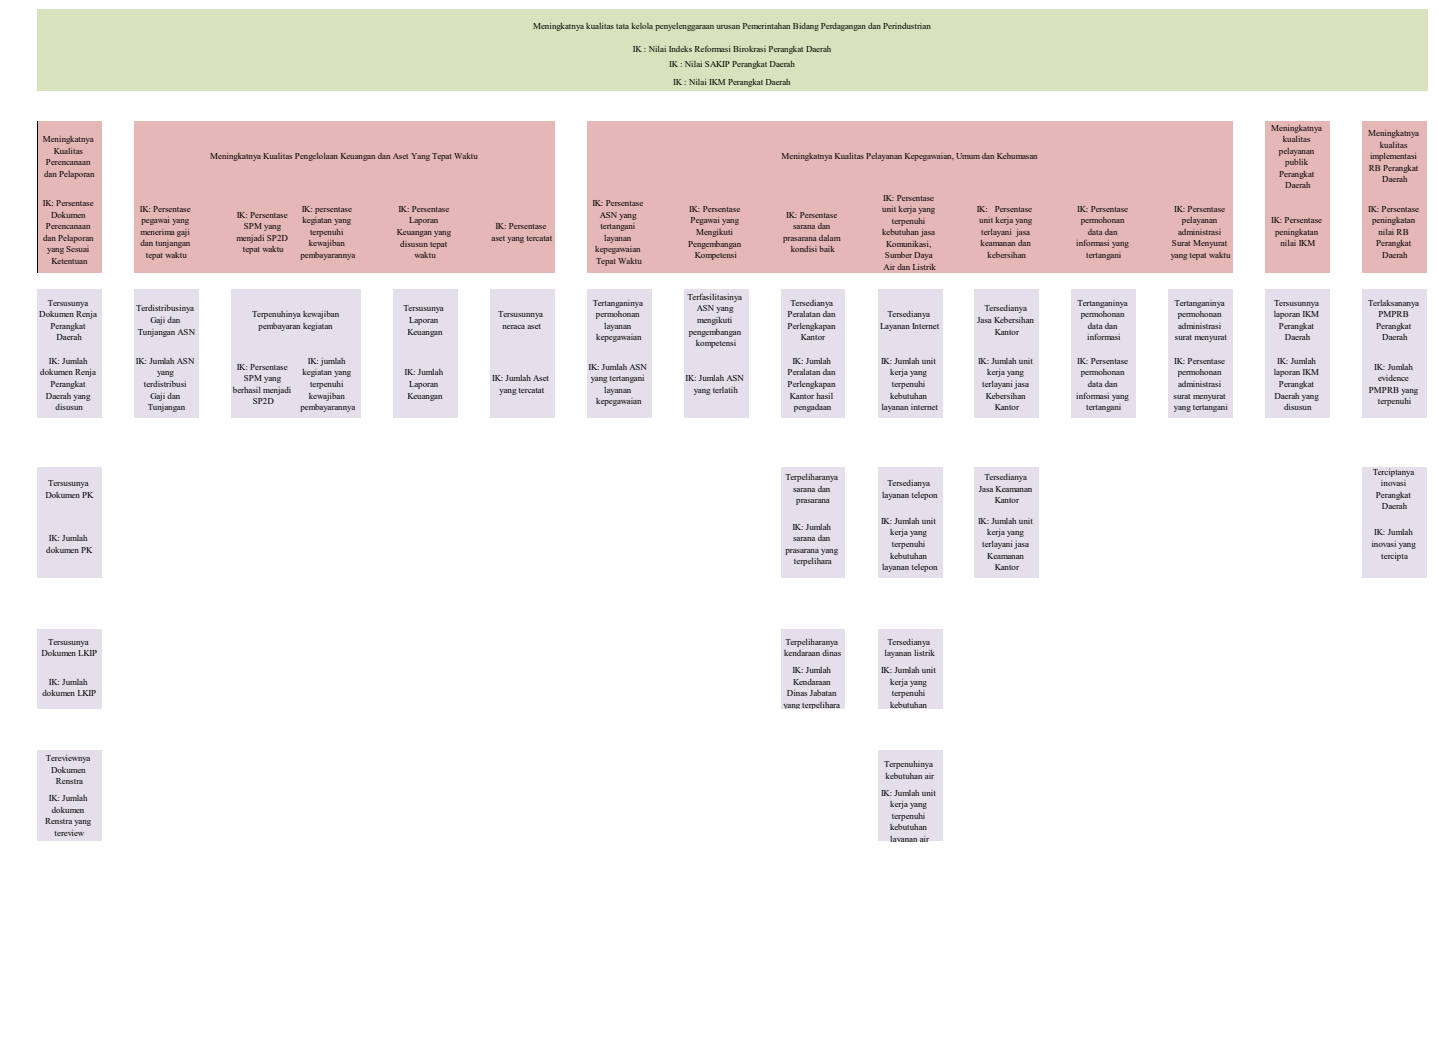 Meningkatnya kualitas tata kelola penyelenggaraan urusan Pemerintahan Bidang Perdagangan dan Perindustrian
IK : Nilai Indeks Reformasi Birokrasi Perangkat Daerah
IK : Nilai SAKIP Perangkat Daerah
IK : Nilai IKM Perangkat Daerah
Meningkatnya
Kualitas
Perencanaan
dan Pelaporan
IK: Persentase
Dokumen
Perencanaan
dan Pelaporan
yang Sesuai
Ketentuan
Meningkatnya Kualitas Pengelolaan Keuangan dan Aset Yang Tepat Waktu
IK: Persentase
pegawai yang
menerima gaji
dan tunjangan
tepat waktu
IK: Persentase
SPM yang
menjadi SP2D
tepat waktu
IK: persentase
kegiatan yang
terpenuhi
kewajiban
pembayarannya
IK: Persentase
Laporan
Keuangan yang
disusun tepat
waktu
IK: Persentase
aset yang tercatat
Meningkatnya Kualitas Pelayanan Kepegawaian, Umum dan Kehumasan
IK: Persentase
ASN yang
tertangani
layanan
kepegawaian
Tepat Waktu
IK: Persentase
Pegawai yang
Mengikuti
Pengembangan
Kompetensi
IK: Persentase
sarana dan
prasarana dalam
kondisi baik
IK: Persentase
unit kerja yang
terpenuhi
kebutuhan jasa
Komunikasi,
Sumber Daya
Air dan Listrik
IK: Persentase
unit kerja yang
terlayani jasa
keamanan dan
kebersihan
IK: Persentase
permohonan
data dan
informasi yang
tertangani
IK: Persentase
pelayanan
administrasi
Surat Menyurat
yang tepat waktu
Meningkatnya
kualitas
pelayanan
publik
Perangkat
Daerah
IK: Persentase
peningkatan
nilai IKM
Meningkatnya
kualitas
implementasi
RB Perangkat
Daerah
IK: Persentase
peningkatan
nilai RB
Perangkat
Daerah
Tersusunya
Dokumen Renja
Perangkat
Daerah
IK: Jumlah
dokumen Renja
Perangkat
Daerah yang
disusun
Terdistribusinya
Gaji dan
Tunjangan ASN
IK: Jumlah ASN
yang
terdistribusi
Gaji dan
Tunjangan
Terpenuhinya kewajiban
pembayaran kegiatan
IK: Persentase
SPM yang
berhasil menjadi
SP2D
IK: jumlah
kegiatan yang
terpenuhi
kewajiban
pembayarannya
Tersusunya
Laporan
Keuangan
IK: Jumlah
Laporan
Keuangan
Tersusunnya
neraca aset
IK: Jumlah Aset
yang tercatat
Tertanganinya
permohonan
layanan
kepegawaian
IK: Jumlah ASN
yang tertangani
layanan
kepegawaian
Terfasilitasinya
ASN yang
mengikuti
pengembangan
kompetensi
IK: Jumlah ASN
yang terlatih
Tersedianya
Peralatan dan
Perlengkapan
Kantor
IK: Jumlah
Peralatan dan
Perlengkapan
Kantor hasil
pengadaan
Tersedianya
Layanan Internet
IK: Jumlah unit
kerja yang
terpenuhi
kebutuhan
layanan internet
Tersedianya
Jasa Kebersihan
Kantor
IK: Jumlah unit
kerja yang
terlayani jasa
Kebersihan
Kantor
Tertanganinya
permohonan
data dan
informasi
IK: Persentase
permohonan
data dan
informasi yang
tertangani
Tertanganinya
permohonan
administrasi
surat menyurat
IK: Persentase
permohonan
administrasi
surat menyurat
yang tertangani
Tersusunnya
laporan IKM
Perangkat
Daerah
IK: Jumlah
laporan IKM
Perangkat
Daerah yang
disusun
Terlaksananya
PMPRB
Perangkat
Daerah
IK: Jumlah
evidence
PMPRB yang
terpenuhi
Tersusunya
Dokumen PK
IK: Jumlah
dokumen PK
Terpeliharanya
sarana dan
prasarana
IK: Jumlah
sarana dan
prasarana yang
terpelihara
Tersedianya
layanan telepon
IK: Jumlah unit
kerja yang
terpenuhi
kebutuhan
layanan telepon
Tersedianya
Jasa Keamanan
Kantor
IK: Jumlah unit
kerja yang
terlayani jasa
Keamanan
Kantor
Terciptanya
inovasi
Perangkat
Daerah
IK: Jumlah
inovasi yang
tercipta
Tersusunya
Dokumen LKIP
IK: Jumlah
dokumen LKIP
Terpeliharanya
kendaraan dinas
IK: Jumlah
Kendaraan
Dinas Jabatan
yang terpelihara
Tersedianya
layanan listrik
IK: Jumlah unit
kerja yang
terpenuhi
kebutuhan
Tereviewnya
Dokumen
Renstra
IK: Jumlah
dokumen
Renstra yang
tereview
Terpenuhinya
kebutuhan air
IK: Jumlah unit
kerja yang
terpenuhi
kebutuhan
layanan air